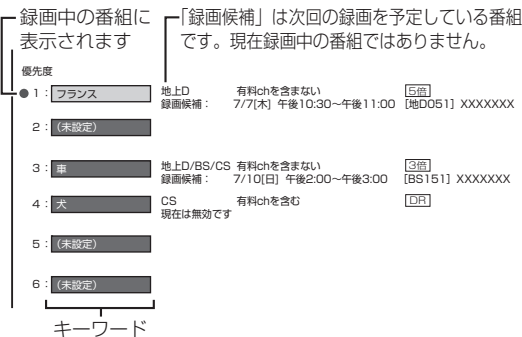 録画中の番組に
表示されます
「録画候補」は次回の録画を予定している番組
です。現在録画中の番組ではありません。
優先度
●1： フランス 地上D 有料chを含まない 5倍
録画候補： 7/7[木] 午後10:30～午後11:00 [地D051] XXXXXXX
2： (未設定)
3： 車 地上D/BS/CS 有料chを含まない 3倍
録画候補： 7/10[日] 午後2:00～午後3:00 [BS151] XXXXXXX
4： 犬 CS 有料chを含む DR
現在は無効です
5： (未設定)
6： (未設定)
キーワード